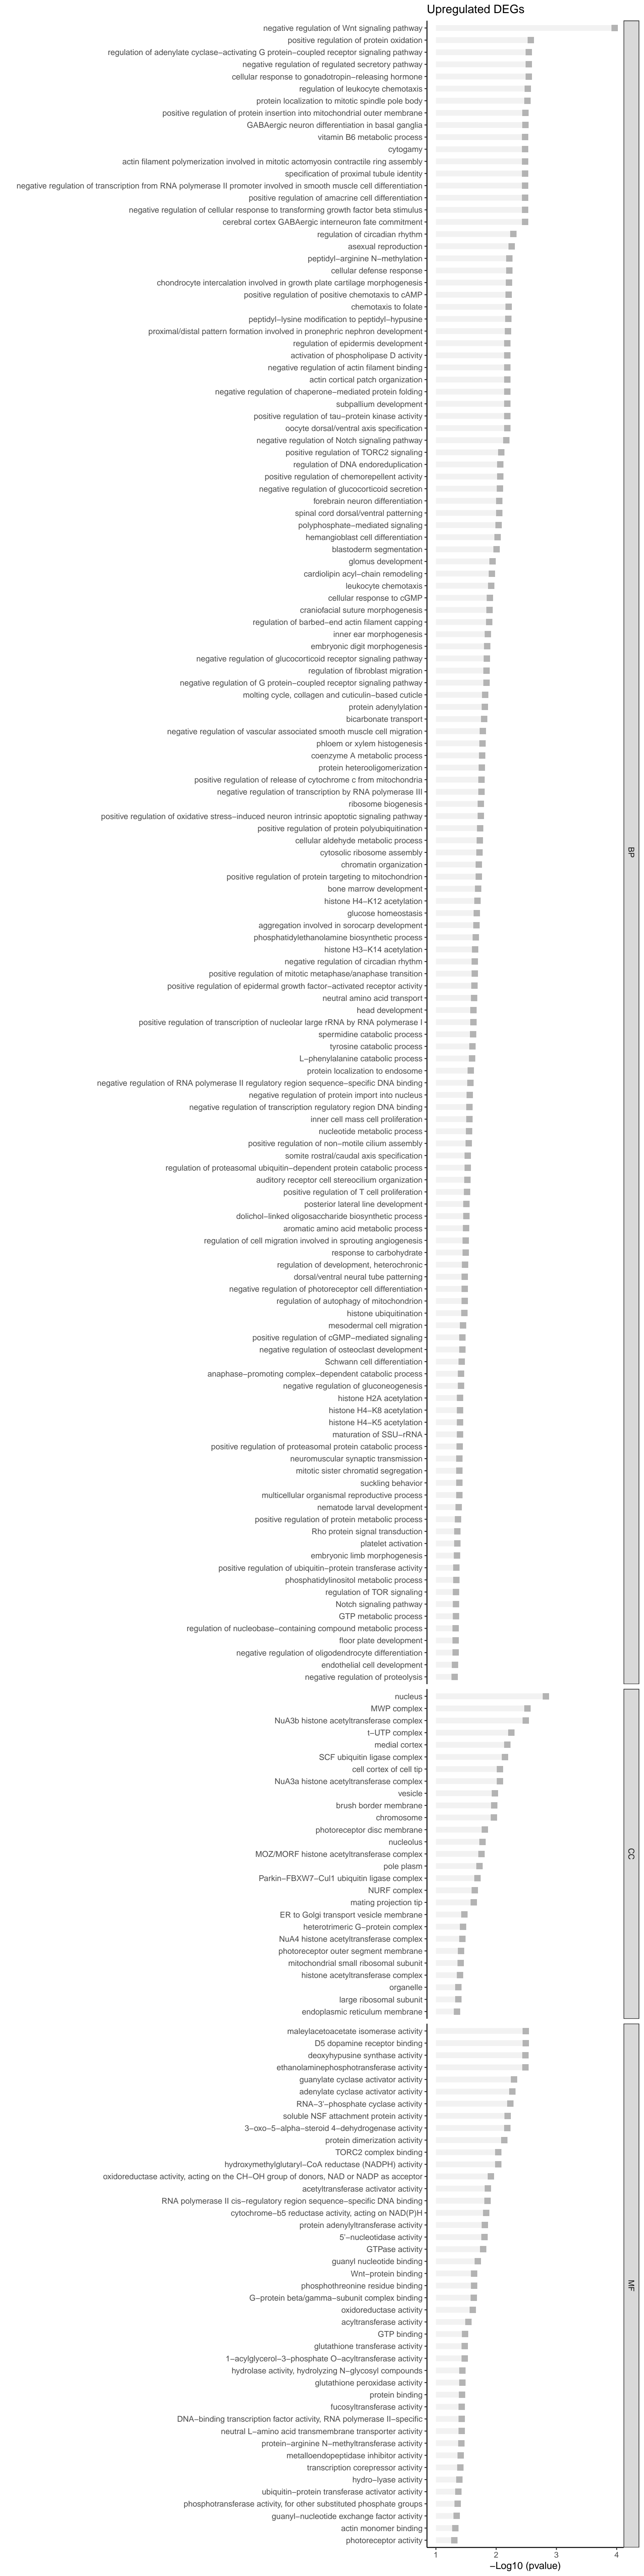 Upregulated DEGs
negative regulation of Wnt signaling pathway
positive regulation of protein oxidation
regulation of adenylate cyclase−activating G protein−coupled receptor signaling pathway
negative regulation of regulated secretory pathway
cellular response to gonadotropin−releasing hormone
regulation of leukocyte chemotaxis
protein localization to mitotic spindle pole body
positive regulation of protein insertion into mitochondrial outer membrane
GABAergic neuron differentiation in basal ganglia
vitamin B6 metabolic process
cytogamy
actin filament polymerization involved in mitotic actomyosin contractile ring assembly
specification of proximal tubule identity
negative regulation of transcription from RNA polymerase II promoter involved in smooth muscle cell differentiation
positive regulation of amacrine cell differentiation
negative regulation of cellular response to transforming growth factor beta stimulus
cerebral cortex GABAergic interneuron fate commitment
regulation of circadian rhythm
asexual reproduction
peptidyl−arginine N−methylation
cellular defense response
chondrocyte intercalation involved in growth plate cartilage morphogenesis
positive regulation of positive chemotaxis to cAMP
chemotaxis to folate
peptidyl−lysine modification to peptidyl−hypusine
proximal/distal pattern formation involved in pronephric nephron development
regulation of epidermis development
activation of phospholipase D activity
negative regulation of actin filament binding
actin cortical patch organization
negative regulation of chaperone−mediated protein folding
subpallium development
positive regulation of tau−protein kinase activity
oocyte dorsal/ventral axis specification
negative regulation of Notch signaling pathway
positive regulation of TORC2 signaling
regulation of DNA endoreduplication
positive regulation of chemorepellent activity
negative regulation of glucocorticoid secretion
forebrain neuron differentiation
spinal cord dorsal/ventral patterning
polyphosphate−mediated signaling
hemangioblast cell differentiation
blastoderm segmentation
glomus development
cardiolipin acyl−chain remodeling
leukocyte chemotaxis
cellular response to cGMP
craniofacial suture morphogenesis
regulation of barbed−end actin filament capping
inner ear morphogenesis
embryonic digit morphogenesis
negative regulation of glucocorticoid receptor signaling pathway
regulation of fibroblast migration
negative regulation of G protein−coupled receptor signaling pathway
molting cycle, collagen and cuticulin−based cuticle
protein adenylylation
bicarbonate transport
negative regulation of vascular associated smooth muscle cell migration
phloem or xylem histogenesis
coenzyme A metabolic process
protein heterooligomerization
positive regulation of release of cytochrome c from mitochondria
negative regulation of transcription by RNA polymerase III
ribosome biogenesis
positive regulation of oxidative stress−induced neuron intrinsic apoptotic signaling pathway
positive regulation of protein polyubiquitination
cellular aldehyde metabolic process
cytosolic ribosome assembly
chromatin organization
positive regulation of protein targeting to mitochondrion
bone marrow development
histone H4−K12 acetylation
glucose homeostasis
aggregation involved in sorocarp development
phosphatidylethanolamine biosynthetic process
histone H3−K14 acetylation
negative regulation of circadian rhythm
positive regulation of mitotic metaphase/anaphase transition
positive regulation of epidermal growth factor−activated receptor activity
neutral amino acid transport
head development
positive regulation of transcription of nucleolar large rRNA by RNA polymerase I
spermidine catabolic process
tyrosine catabolic process
L−phenylalanine catabolic process
protein localization to endosome
negative regulation of RNA polymerase II regulatory region sequence−specific DNA binding
negative regulation of protein import into nucleus
negative regulation of transcription regulatory region DNA binding
inner cell mass cell proliferation
nucleotide metabolic process
positive regulation of non−motile cilium assembly
somite rostral/caudal axis specification
regulation of proteasomal ubiquitin−dependent protein catabolic process
auditory receptor cell stereocilium organization
positive regulation of T cell proliferation
posterior lateral line development
dolichol−linked oligosaccharide biosynthetic process
aromatic amino acid metabolic process
regulation of cell migration involved in sprouting angiogenesis
response to carbohydrate
regulation of development, heterochronic
dorsal/ventral neural tube patterning
negative regulation of photoreceptor cell differentiation
regulation of autophagy of mitochondrion
histone ubiquitination
mesodermal cell migration
positive regulation of cGMP−mediated signaling
negative regulation of osteoclast development
Schwann cell differentiation
anaphase−promoting complex−dependent catabolic process
negative regulation of gluconeogenesis
histone H2A acetylation
histone H4−K8 acetylation
histone H4−K5 acetylation
maturation of SSU−rRNA
positive regulation of proteasomal protein catabolic process
neuromuscular synaptic transmission
mitotic sister chromatid segregation
suckling behavior
multicellular organismal reproductive process
nematode larval development
positive regulation of protein metabolic process
Rho protein signal transduction
platelet activation
embryonic limb morphogenesis
positive regulation of ubiquitin−protein transferase activity
phosphatidylinositol metabolic process
regulation of TOR signaling
Notch signaling pathway
GTP metabolic process
regulation of nucleobase−containing compound metabolic process
floor plate development
negative regulation of oligodendrocyte differentiation
endothelial cell development
negative regulation of proteolysis
BP
nucleus
MWP complex
NuA3b histone acetyltransferase complex
t−UTP complex
medial cortex
SCF ubiquitin ligase complex
cell cortex of cell tip
NuA3a histone acetyltransferase complex
vesicle
brush border membrane
chromosome
photoreceptor disc membrane
nucleolus
MOZ/MORF histone acetyltransferase complex
pole plasm
Parkin−FBXW7−Cul1 ubiquitin ligase complex
NURF complex
mating projection tip
ER to Golgi transport vesicle membrane
heterotrimeric G−protein complex
NuA4 histone acetyltransferase complex
photoreceptor outer segment membrane
mitochondrial small ribosomal subunit
histone acetyltransferase complex
organelle
large ribosomal subunit
endoplasmic reticulum membrane
CC
maleylacetoacetate isomerase activity
D5 dopamine receptor binding
deoxyhypusine synthase activity
ethanolaminephosphotransferase activity
guanylate cyclase activator activity
adenylate cyclase activator activity
RNA−3'−phosphate cyclase activity
soluble NSF attachment protein activity
3−oxo−5−alpha−steroid 4−dehydrogenase activity
protein dimerization activity
TORC2 complex binding
hydroxymethylglutaryl−CoA reductase (NADPH) activity
oxidoreductase activity, acting on the CH−OH group of donors, NAD or NADP as acceptor
acetyltransferase activator activity
RNA polymerase II cis−regulatory region sequence−specific DNA binding
cytochrome−b5 reductase activity, acting on NAD(P)H
protein adenylyltransferase activity
5'−nucleotidase activity
GTPase activity
guanyl nucleotide binding
Wnt−protein binding
phosphothreonine residue binding
G−protein beta/gamma−subunit complex binding
oxidoreductase activity
acyltransferase activity
GTP binding
glutathione transferase activity
1−acylglycerol−3−phosphate O−acyltransferase activity
hydrolase activity, hydrolyzing N−glycosyl compounds
glutathione peroxidase activity
protein binding
fucosyltransferase activity
DNA−binding transcription factor activity, RNA polymerase II−specific
neutral L−amino acid transmembrane transporter activity
protein−arginine N−methyltransferase activity
metalloendopeptidase inhibitor activity
transcription corepressor activity
hydro−lyase activity
ubiquitin−protein transferase activator activity
phosphotransferase activity, for other substituted phosphate groups
guanyl−nucleotide exchange factor activity
actin monomer binding
photoreceptor activity
MF
1 2 3 4
−Log10 (pvalue)